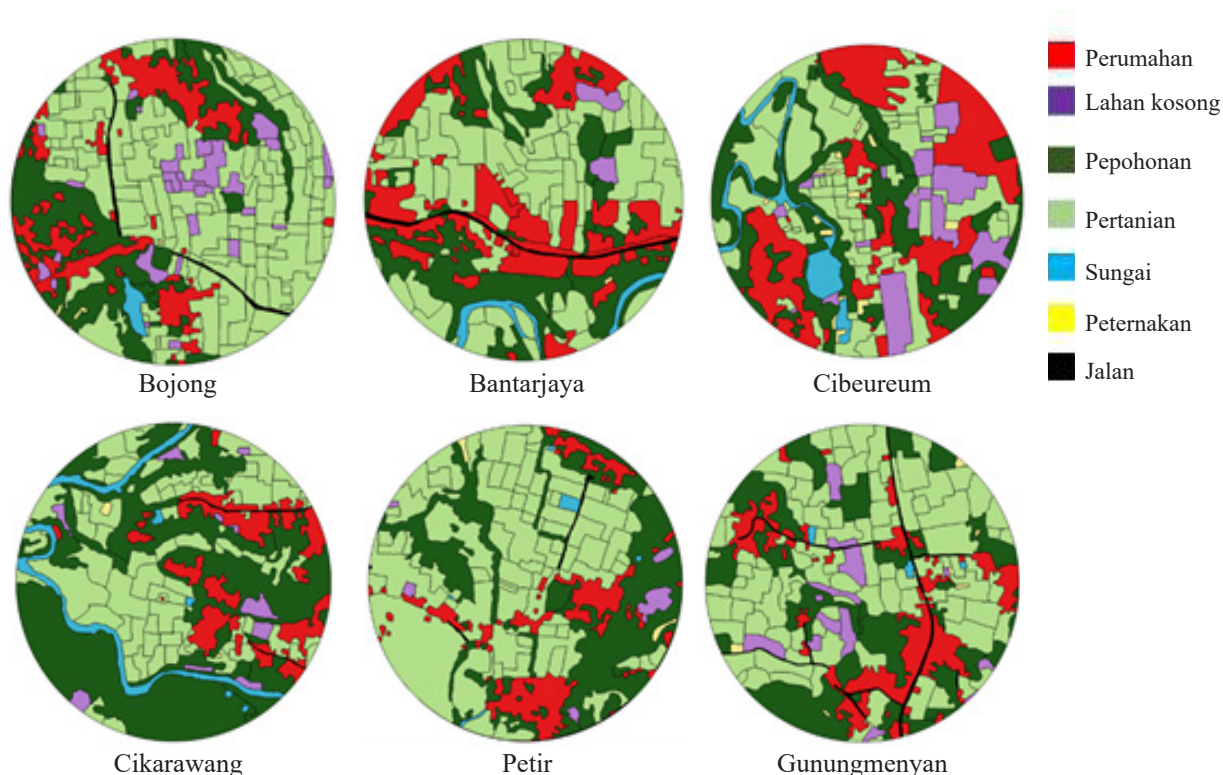 Perumahan
Lahan kosong
Pepohonan
Pertanian
Sungai
Peternakan
Jalan
Bojong
Bantarjaya
Cibeureum
Cikarawang
Petir
Gunungmenyan